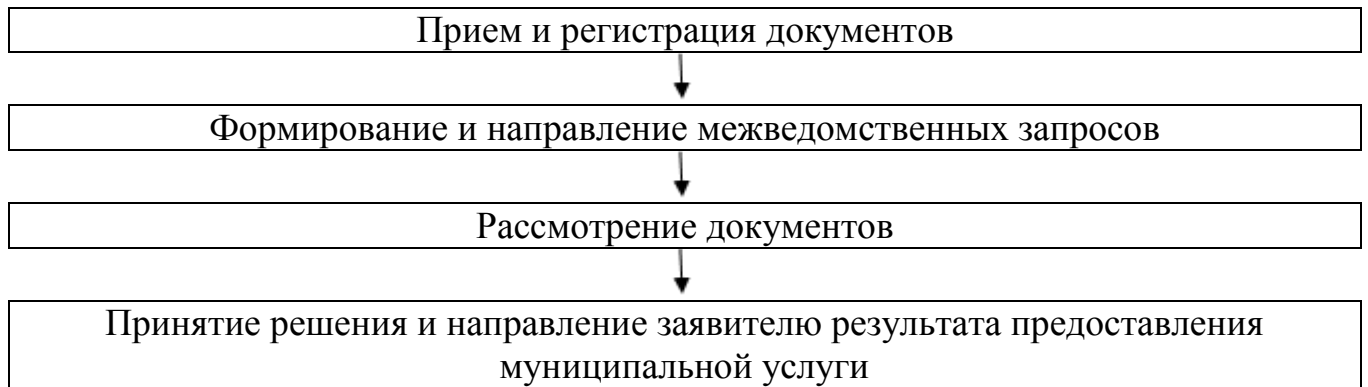 Прием и регистрация документов
Формирование и направление межведомственных запросов
Рассмотрение документов
Принятие решения и направление заявителю результата предоставления
муниципальной услуги